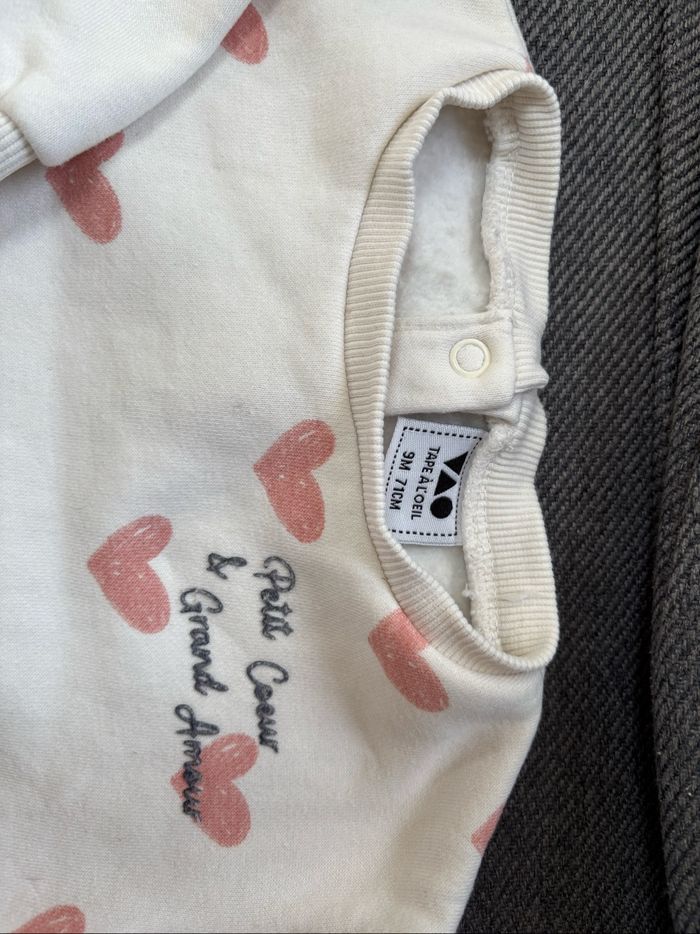 Petit Coeur
& Grand Amour
TAPE À L'OEIL
9M 71CM